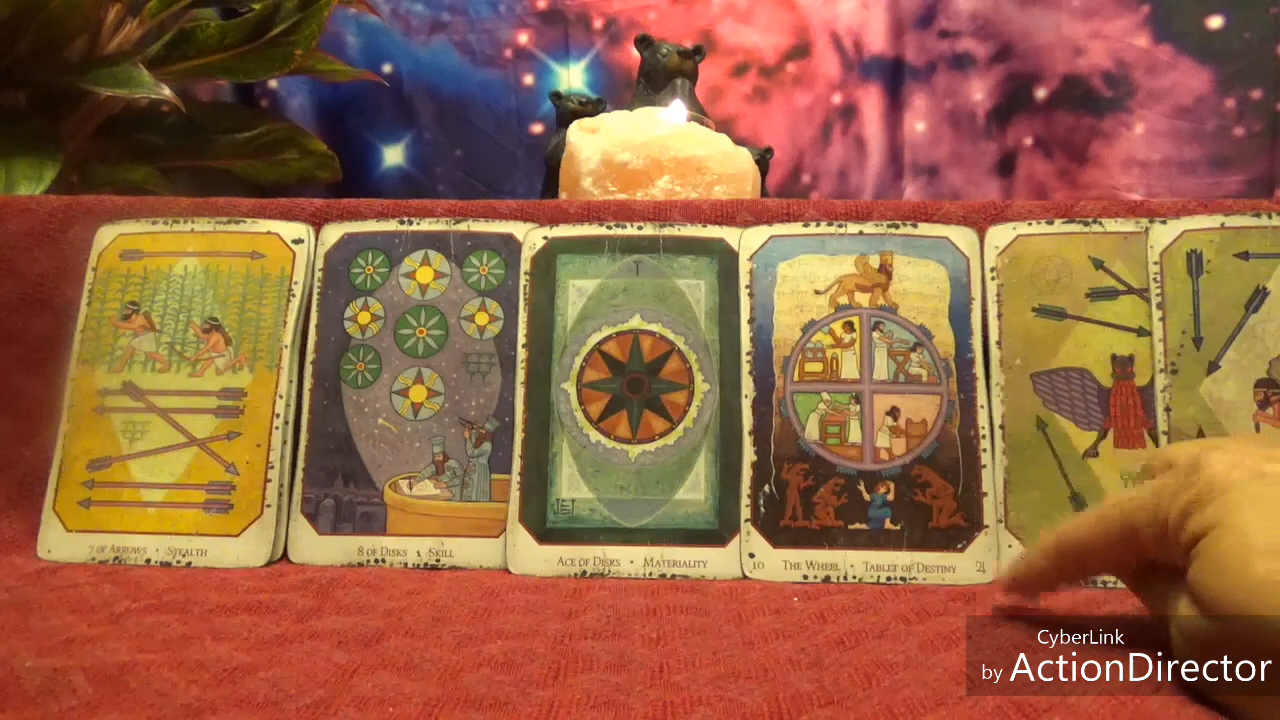 7 OF ARROWS • STEALTH
8 OF DISKS • SKILL
ACE OF DISKS • MATERIALITY
10 THE WHEEL • TABLET OF DESTINY ♃
CyberLink
by ActionDirector